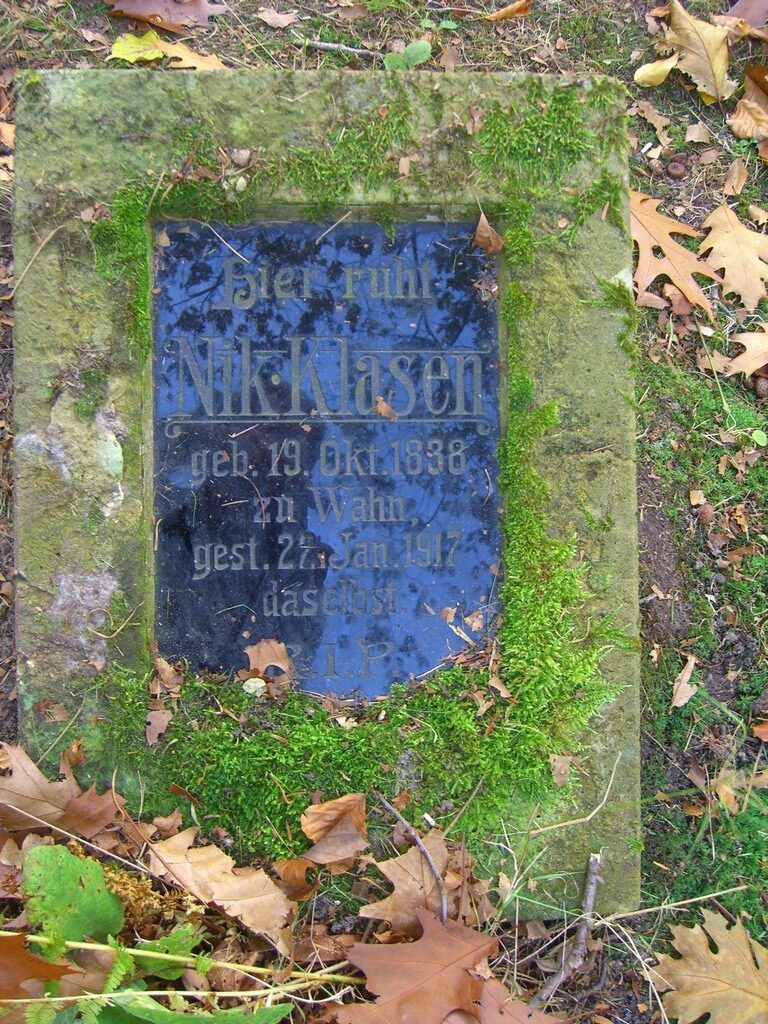 Hier ruht
Nik. Klasen
geb. 19. Okt. 1838
zu Wahn,
gest. 27. Jan. 1917
daselbst.
R.I.P.